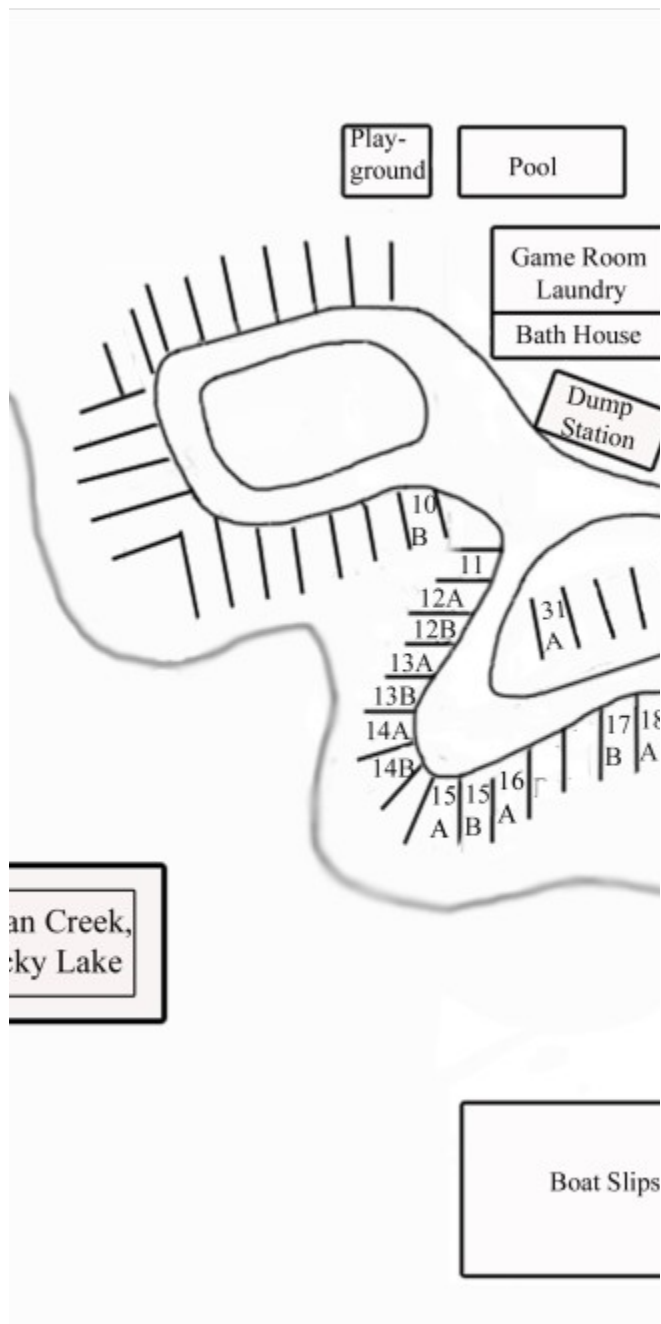 Play-
ground
Pool
Game Room
Laundry
Bath House
Dump
Station
10
B
11
12A
12B
13A
13B
14A
14B
15
A
15
B
16
A
17
B
18
A
31
A
an Creek,
cky Lake
Boat Slips